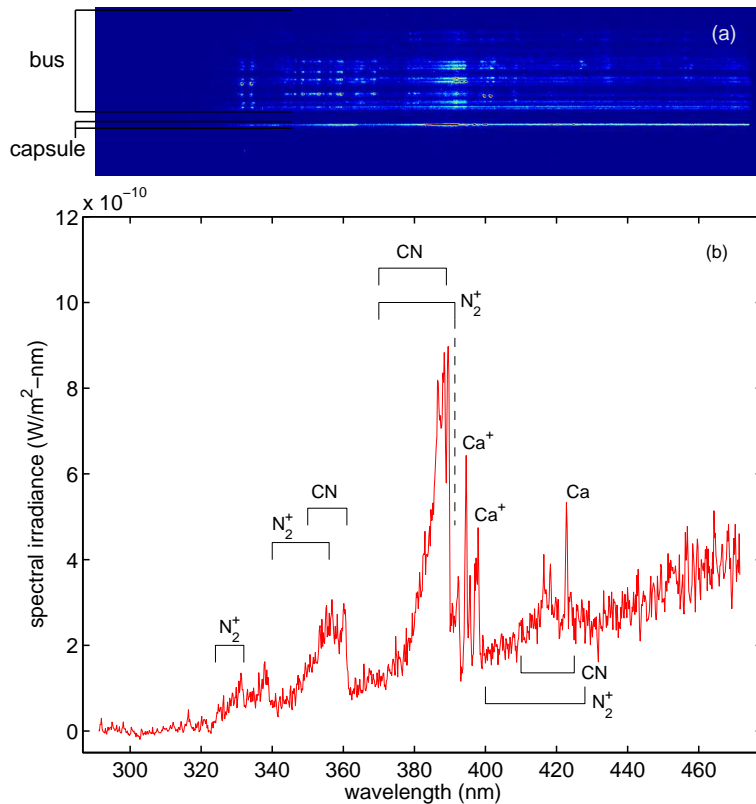 (a)
bus
capsule
x 10⁻¹⁰
12
10
8
6
4
2
0
spectral irradiance (W/m²−nm)
(b)
CN
N₂⁺
Ca⁺
Ca⁺
Ca
CN
N₂⁺
N₂⁺
CN
N₂⁺
300 320 340 360 380 400 420 440 460
wavelength (nm)